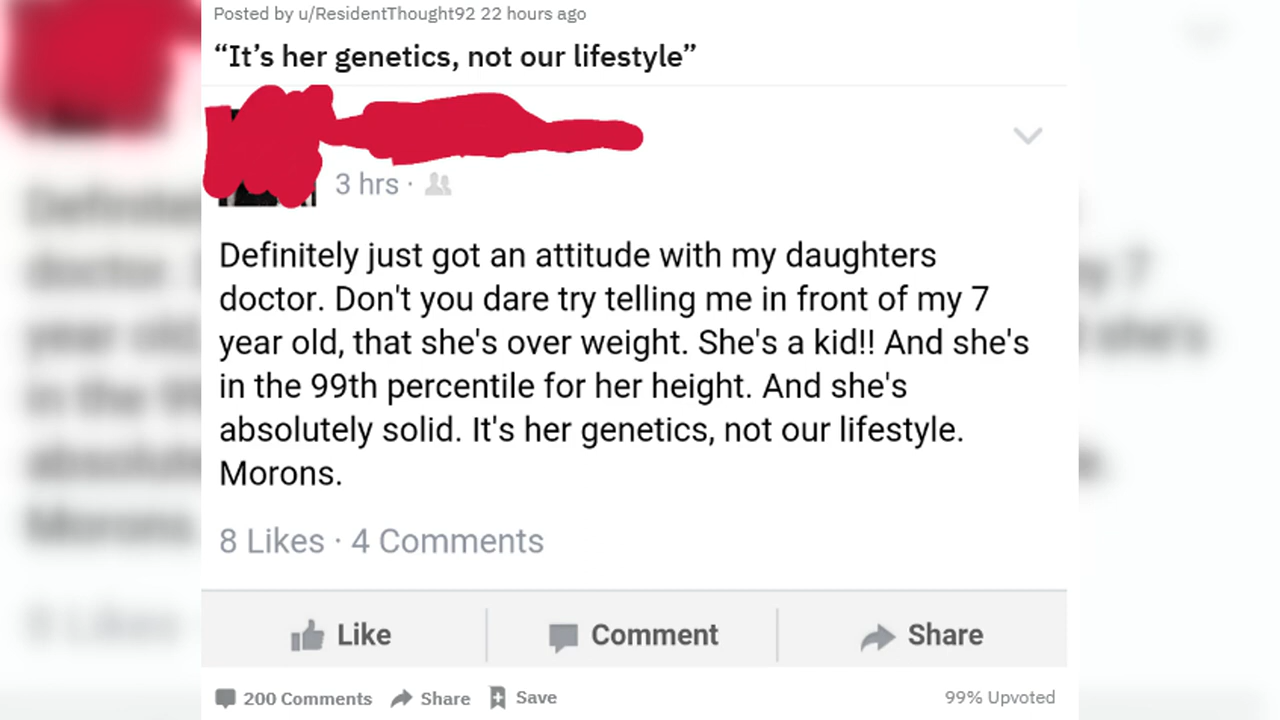 Posted by u/ResidentThought92 22 hours ago
“It’s her genetics, not our lifestyle”
3 hrs ·
Definitely just got an attitude with my daughters
doctor. Don't you dare try telling me in front of my 7
year old, that she's over weight. She's a kid!! And she's
in the 99th percentile for her height. And she's
absolutely solid. It's her genetics, not our lifestyle.
Morons.
8 Likes · 4 Comments
Like Comment Share
200 Comments Share Save 99% Upvoted